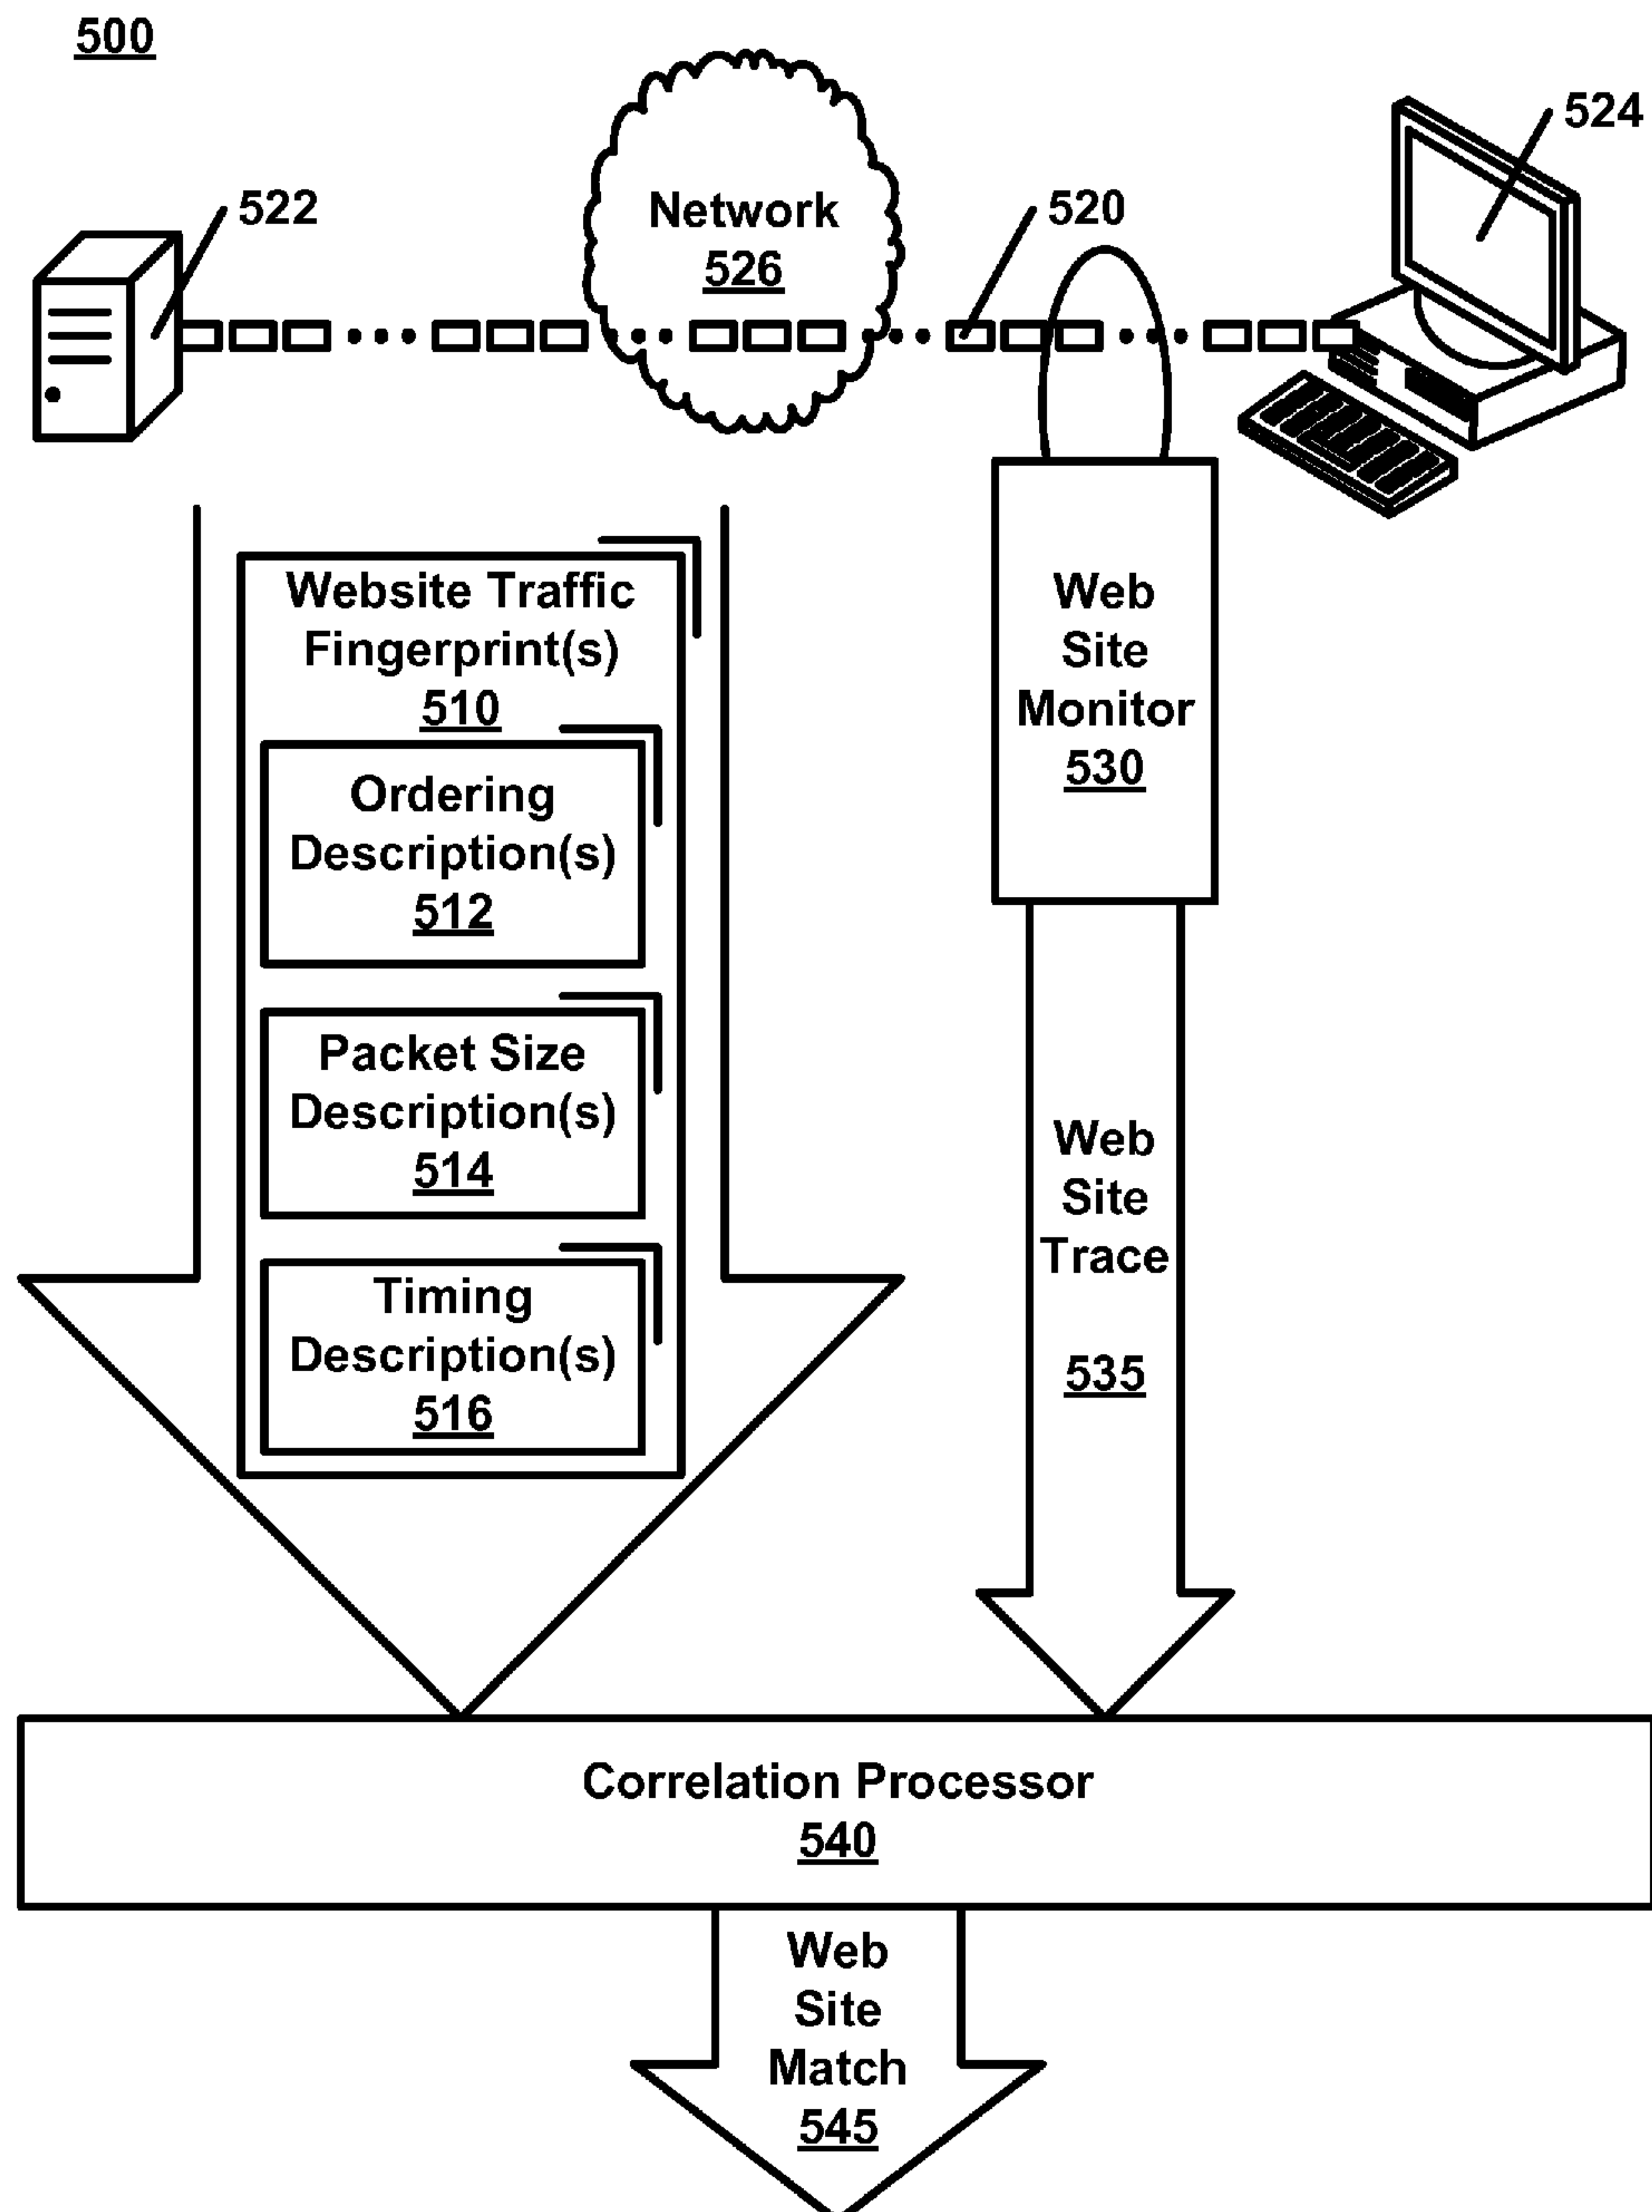 500
524
522
Network
526
520
Website Traffic
Fingerprint(s)
510
Ordering
Description(s)
512
Packet Size
Description(s)
514
Timing
Description(s)
516
Web
Site
Monitor
530
Web
Site
Trace
535
Correlation Processor
540
Web
Site
Match
545